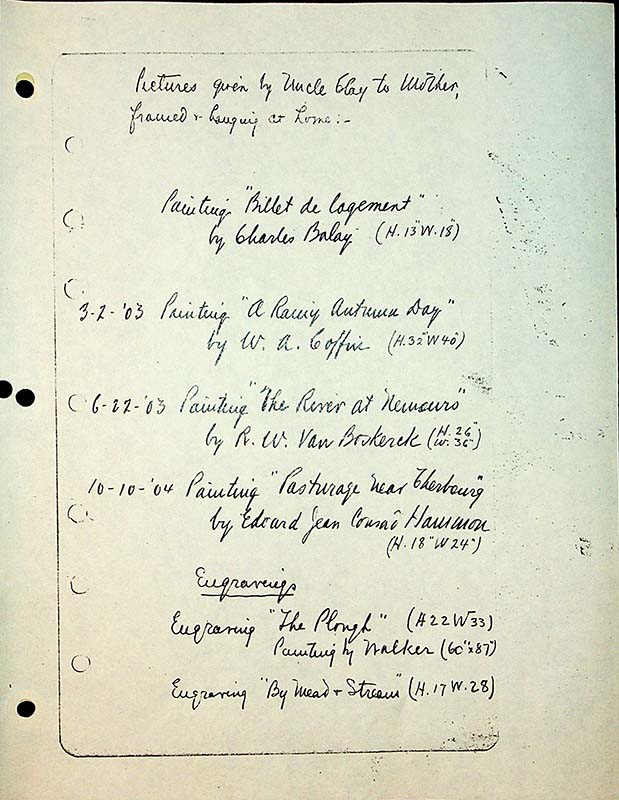 Pictures given by Uncle Clay to Mother,
framed & hanging at home:-
Painting "Billet de logement"
by Charles Balay (H. 13" W. 18")
3-2-'03 Painting "A Rainy Autumn Day"
by W. A. Coffin (H. 32" W 40")
6-22-'03 Painting "The River at Nemours"
by R. W. Van Boskerck (H. 26" W. 36")
10-10-'04 Painting "Pasturage near Cherbourg"
by Edouard Jean Conrad Hammon
(H. 18" W 24")
Engravings
Engraving "The Plough" (H 22 W 33)
Painting by Walker (60" x 87")
Engraving "By Mead & Stream" (H. 17 W. 28)